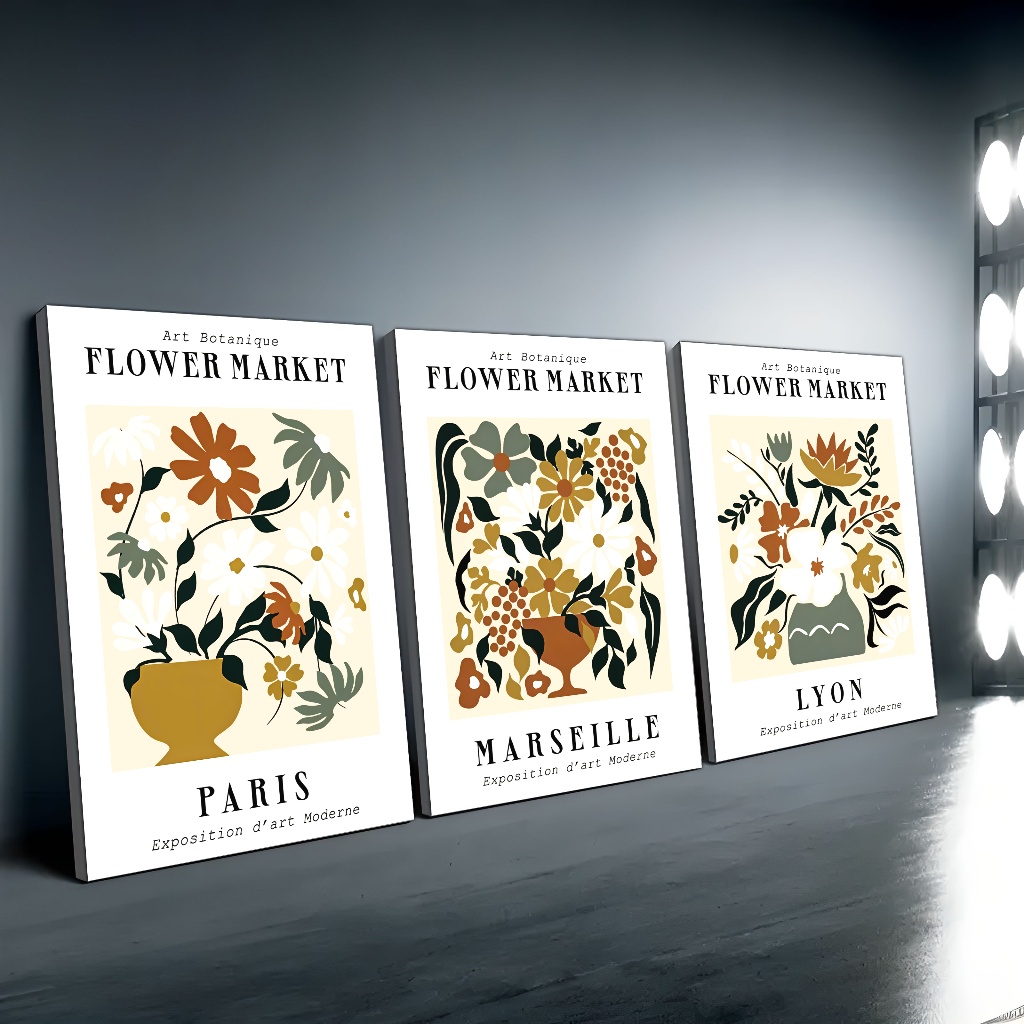 Art Botanique
FLOWER MARKET
PARIS
Exposition d'art Moderne
Art Botanique
FLOWER MARKET
MARSEILLE
Exposition d'art Moderne
Art Botanique
FLOWER MARKET
LYON
Exposition d'art Moderne